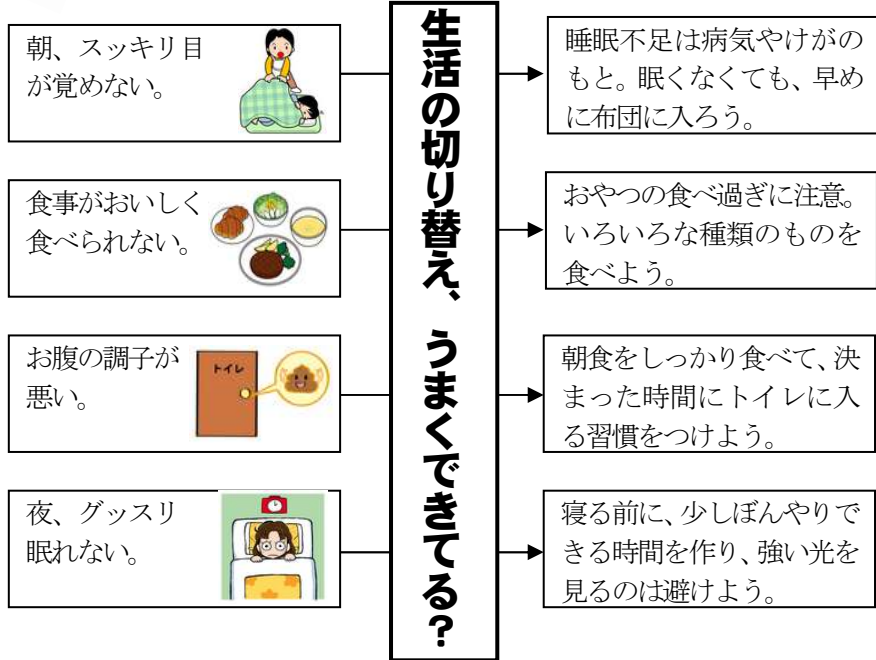 朝、スッキリ目
が覚めない。
食事がおいしく
食べられない。
お腹の調子が
悪い。
トイレ
夜、グッスリ
眠れない。
生活の切り替え、うまくできてる？
睡眠不足は病気やけがの
もと。眠くなくても、早め
に布団に入ろう。
おやつの食べ過ぎに注意。
いろいろな種類のものを
食べよう。
朝食をしっかり食べて、決
まった時間にトイレに入
る習慣をつけよう。
寝る前に、少しぼんやりで
きる時間を作り、強い光を
見るのは避けよう。